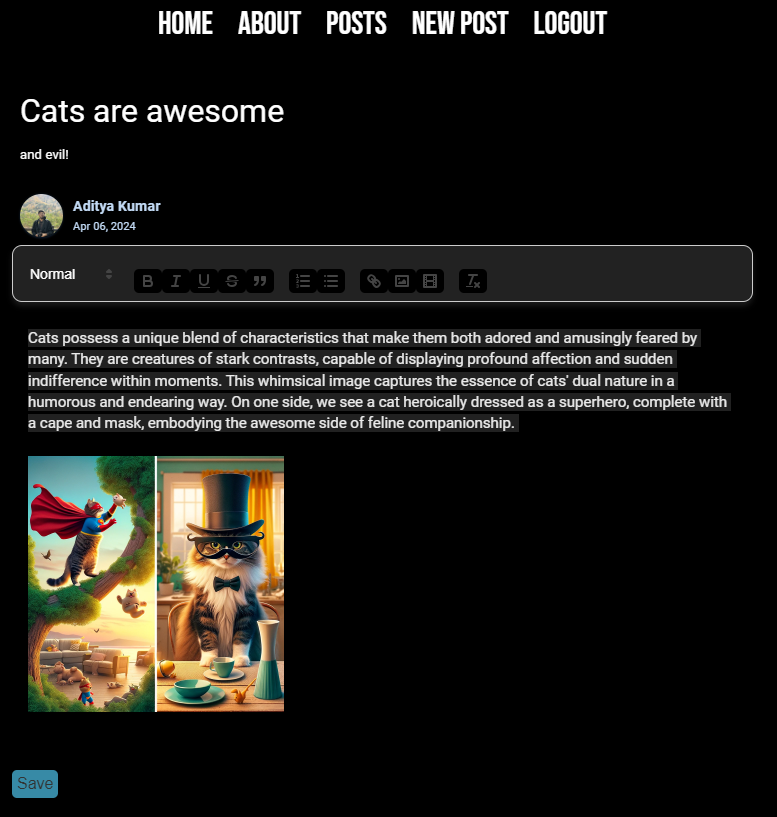 HOME ABOUT POSTS NEW POST LOGOUT
Cats are awesome
and evil!
Aditya Kumar
Apr 06, 2024
Normal B I U S
Cats possess a unique blend of characteristics that make them both adored and amusingly feared by
many. They are creatures of stark contrasts, capable of displaying profound affection and sudden
indifference within moments. This whimsical image captures the essence of cats' dual nature in a
humorous and endearing way. On one side, we see a cat heroically dressed as a superhero, complete with
a cape and mask, embodying the awesome side of feline companionship.
Save